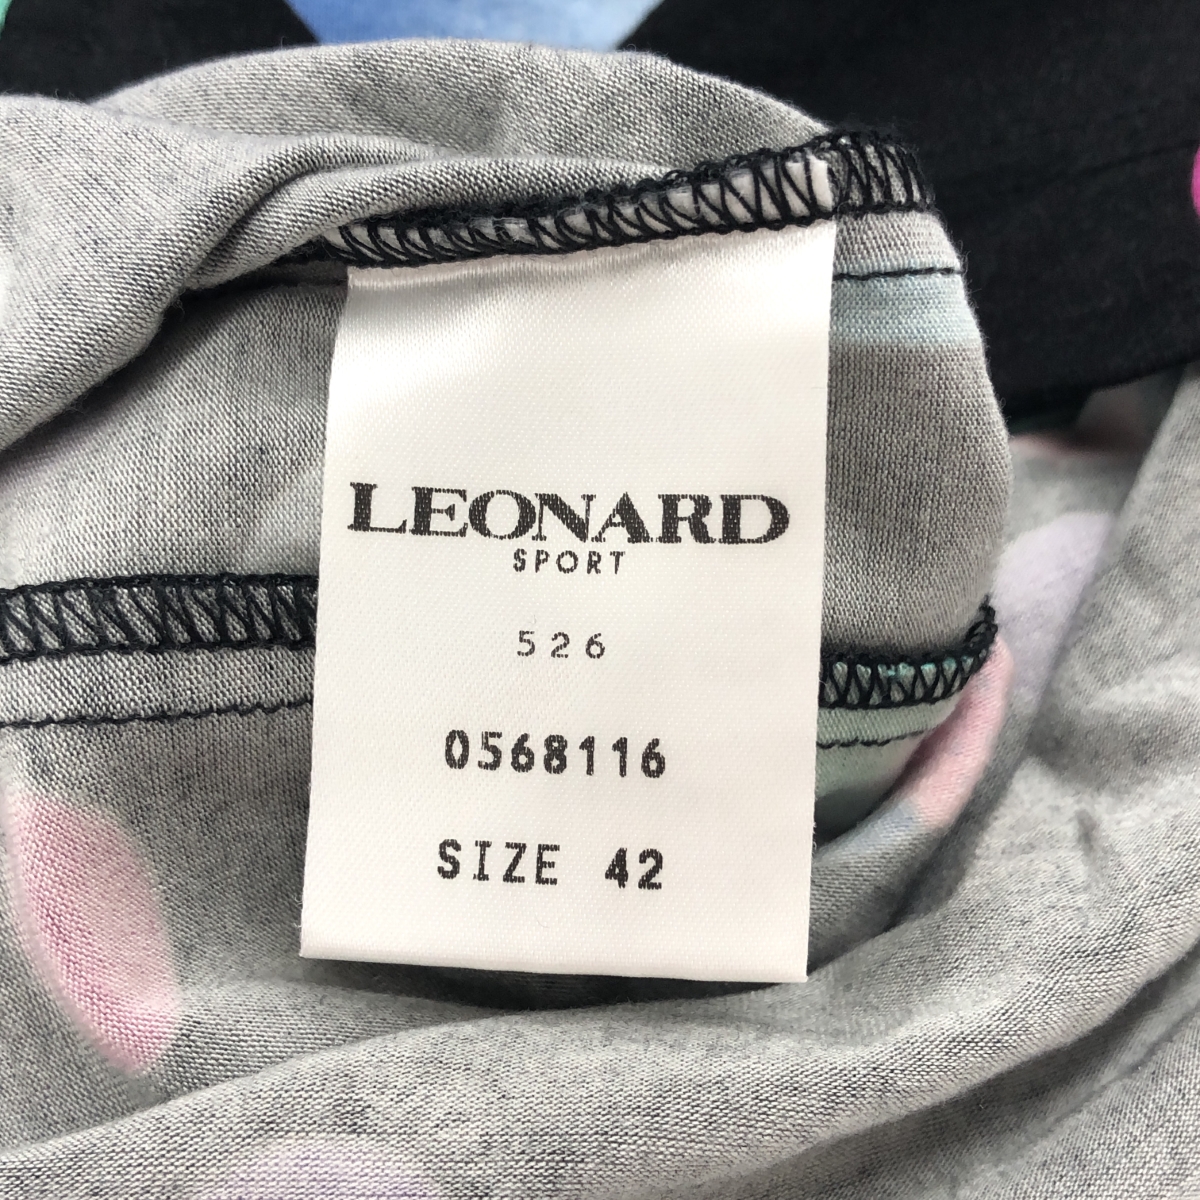 LEONARD
SPORT
526
0568116
SIZE 42